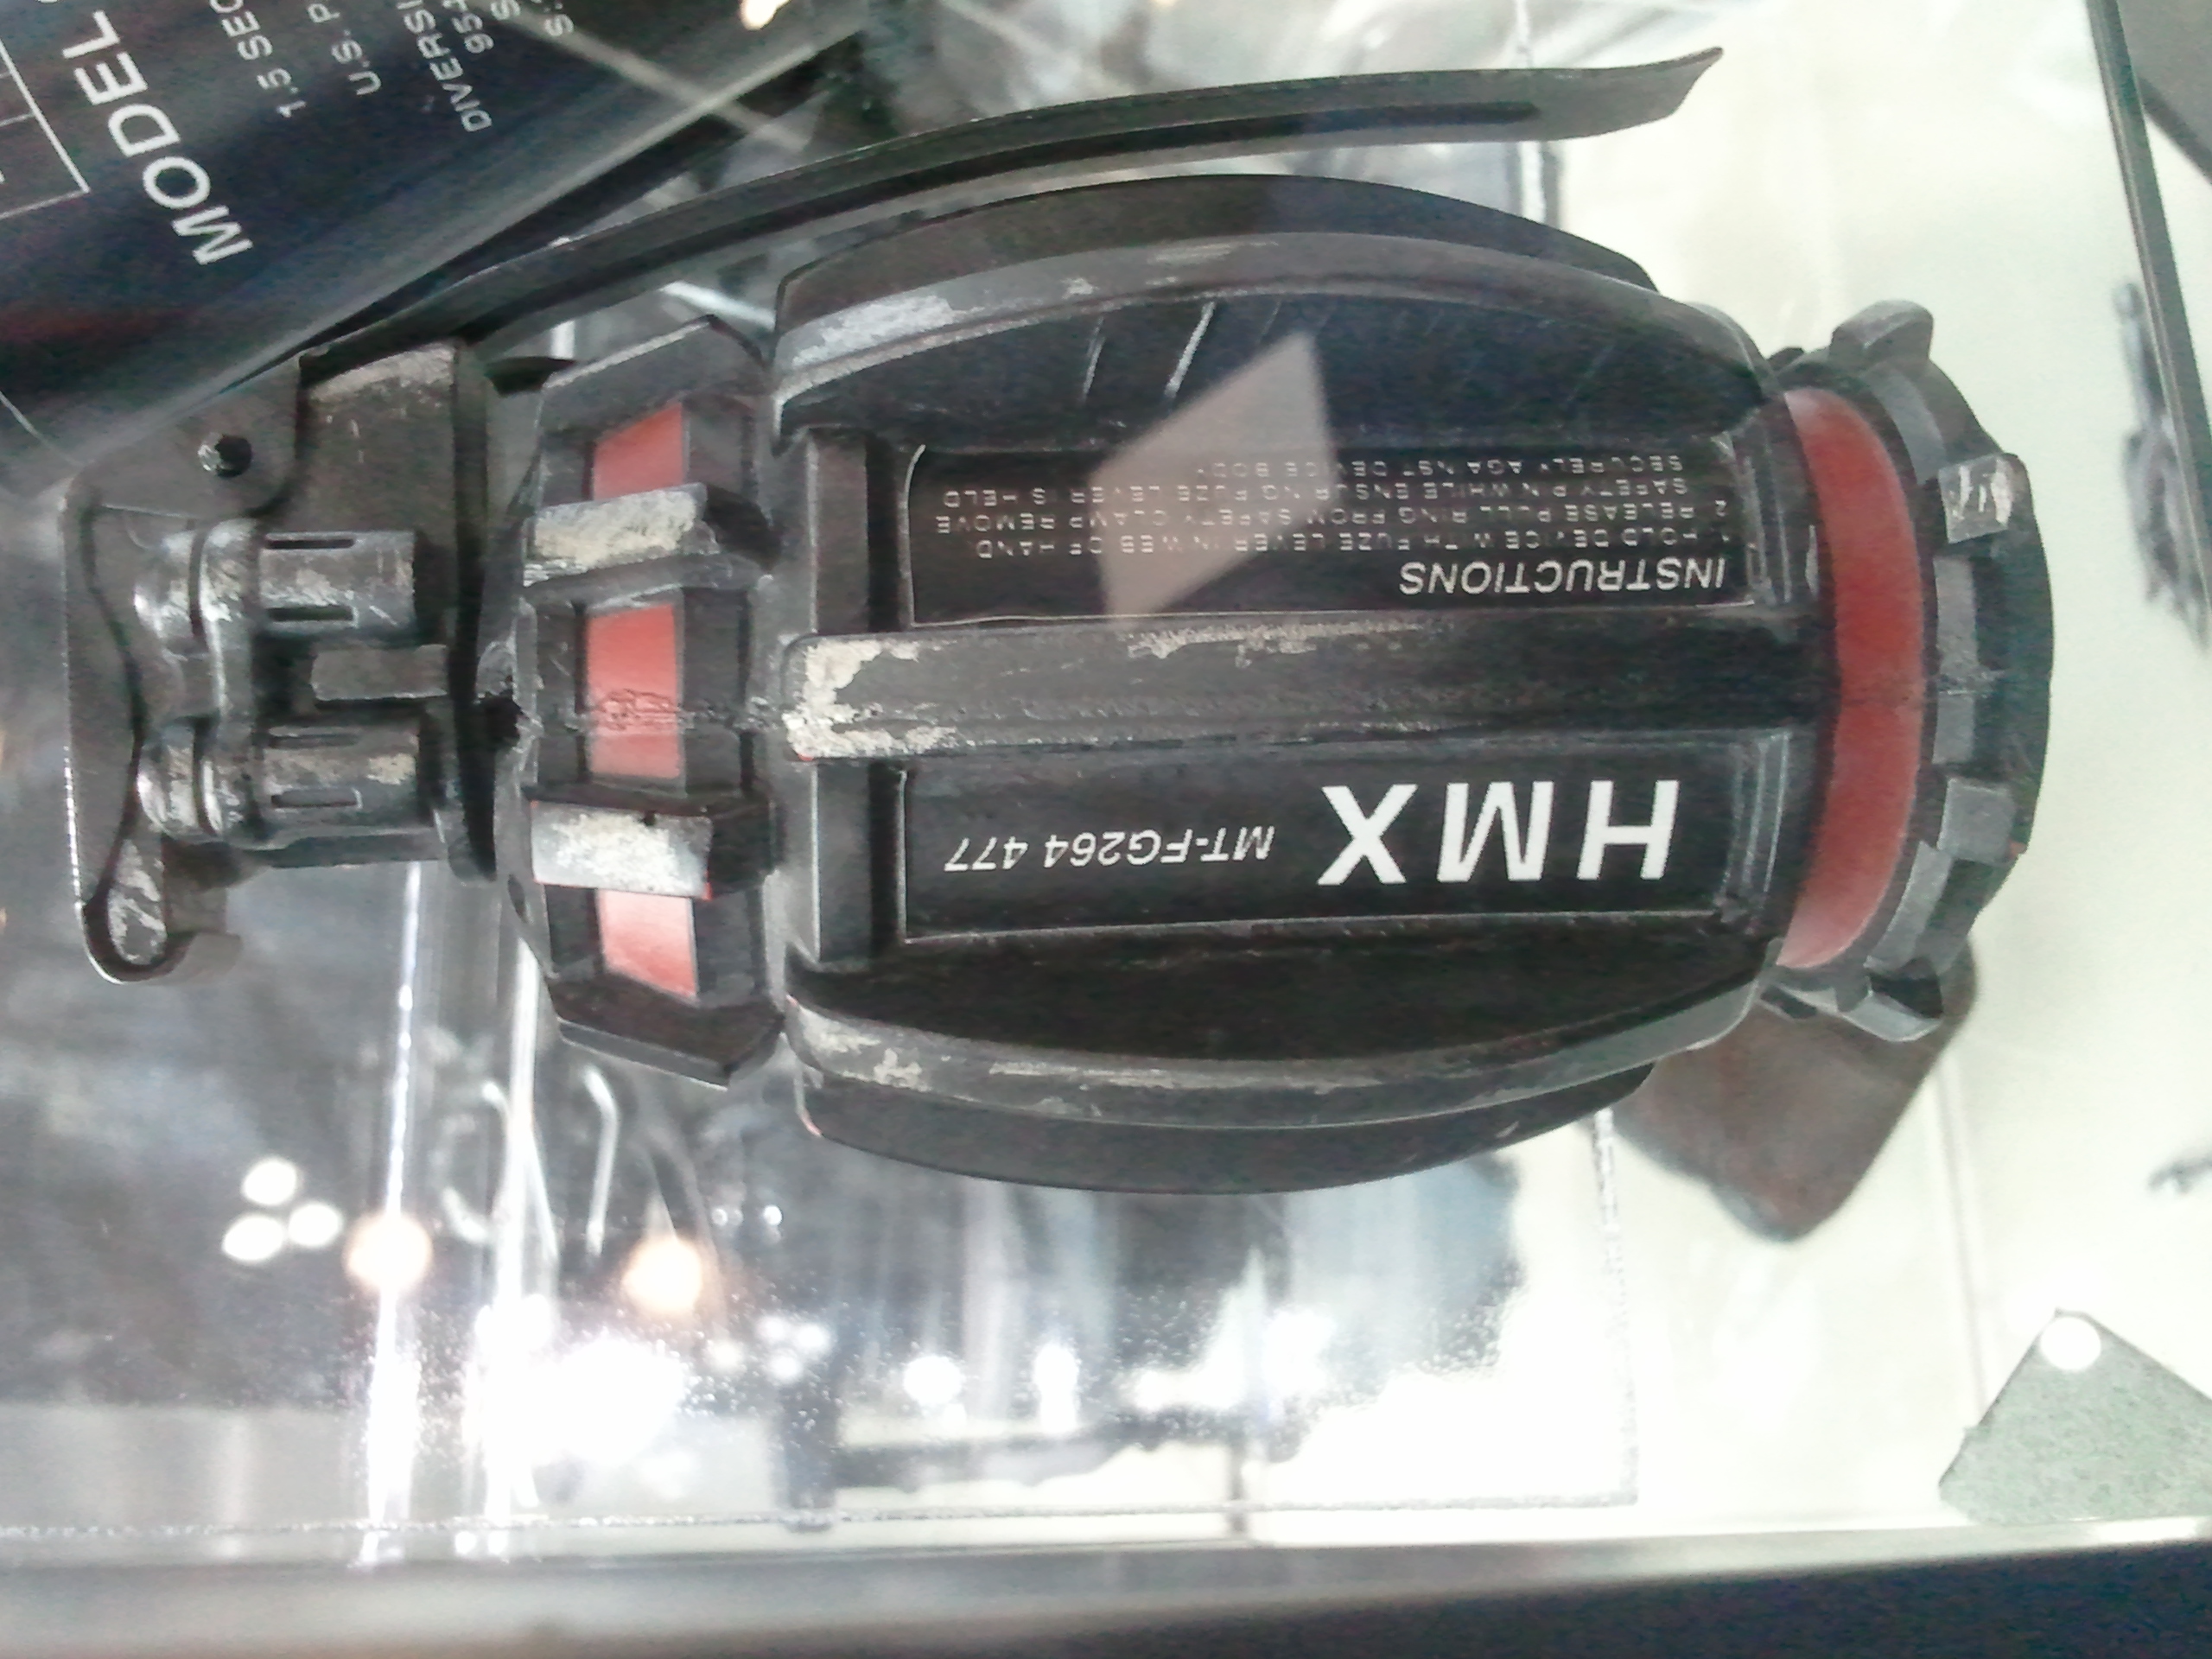 HMX MT-FG264 477
INSTRUCTIONS
1. HOLD DEVICE WITH FUZE LEVER IN WEB OF HAND
2 RELEASE PULL RING FROM SAFETY CLAMP REMOVE
SAFETY PIN WHILE ENSURING FUZE LEVER IS HELD
SECURELY AGAINST DEVICE BODY
MODEL
1.5 SEC
U.S. P
DIVERSI
954